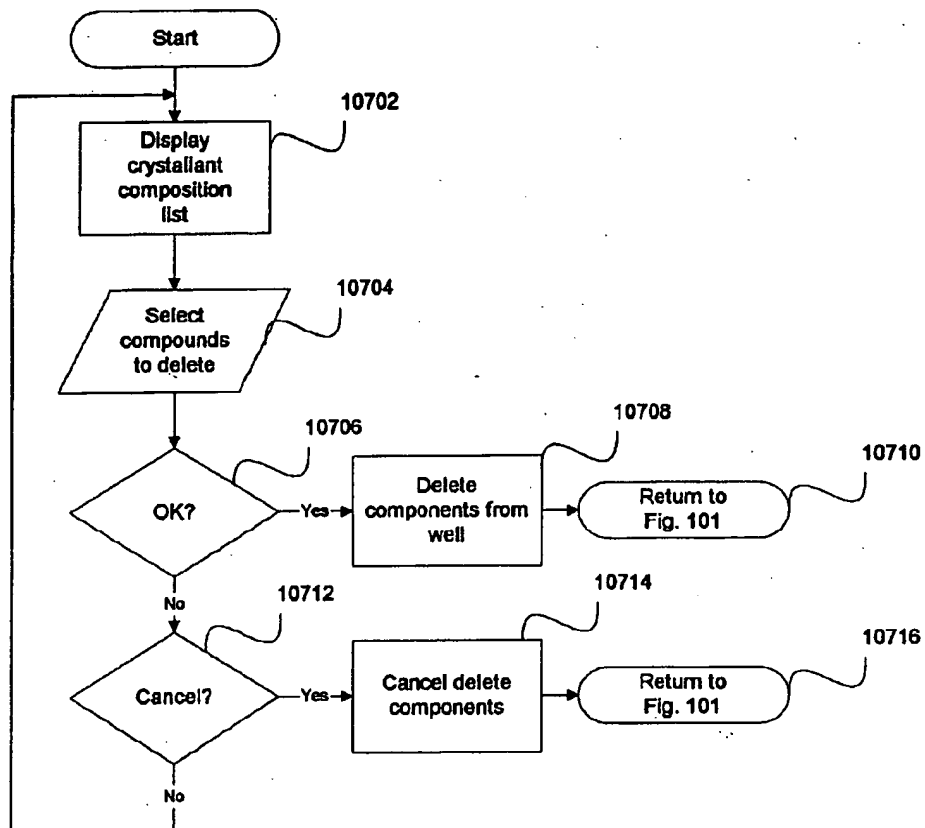 Start
10702
Display
crystallant
composition
list
10704
Select
compounds
to delete
10706
OK?
Yes
10708
Delete
components from
well
10710
Return to
Fig. 101
No
10712
Cancel?
Yes
10714
Cancel delete
components
10716
Return to
Fig. 101
No